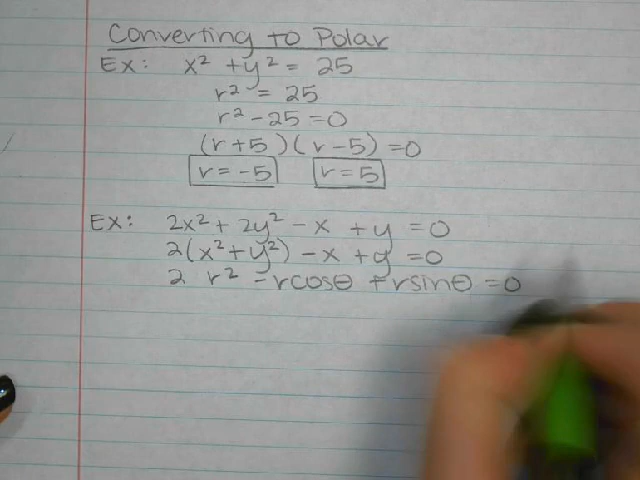 Converting to Polar
Ex: x² + y² = 25
r² = 25
r² - 25 = 0
(r + 5)(r - 5) = 0
r = -5 r = 5
Ex: 2x² + 2y² - x + y = 0
2(x² + y²) - x + y = 0
2 r² - rcosθ + rsinθ = 0